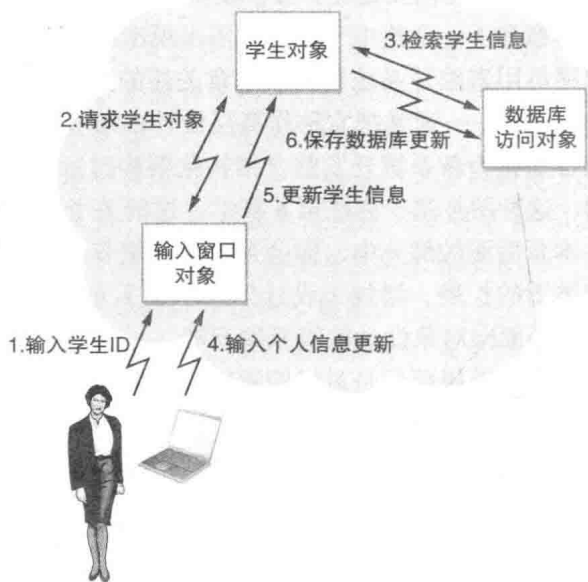 学生对象
3.检索学生信息
数据库
访问对象
2.请求学生对象
6.保存数据库更新
5.更新学生信息
输入窗口
对象
1.输入学生ID
4.输入个人信息更新